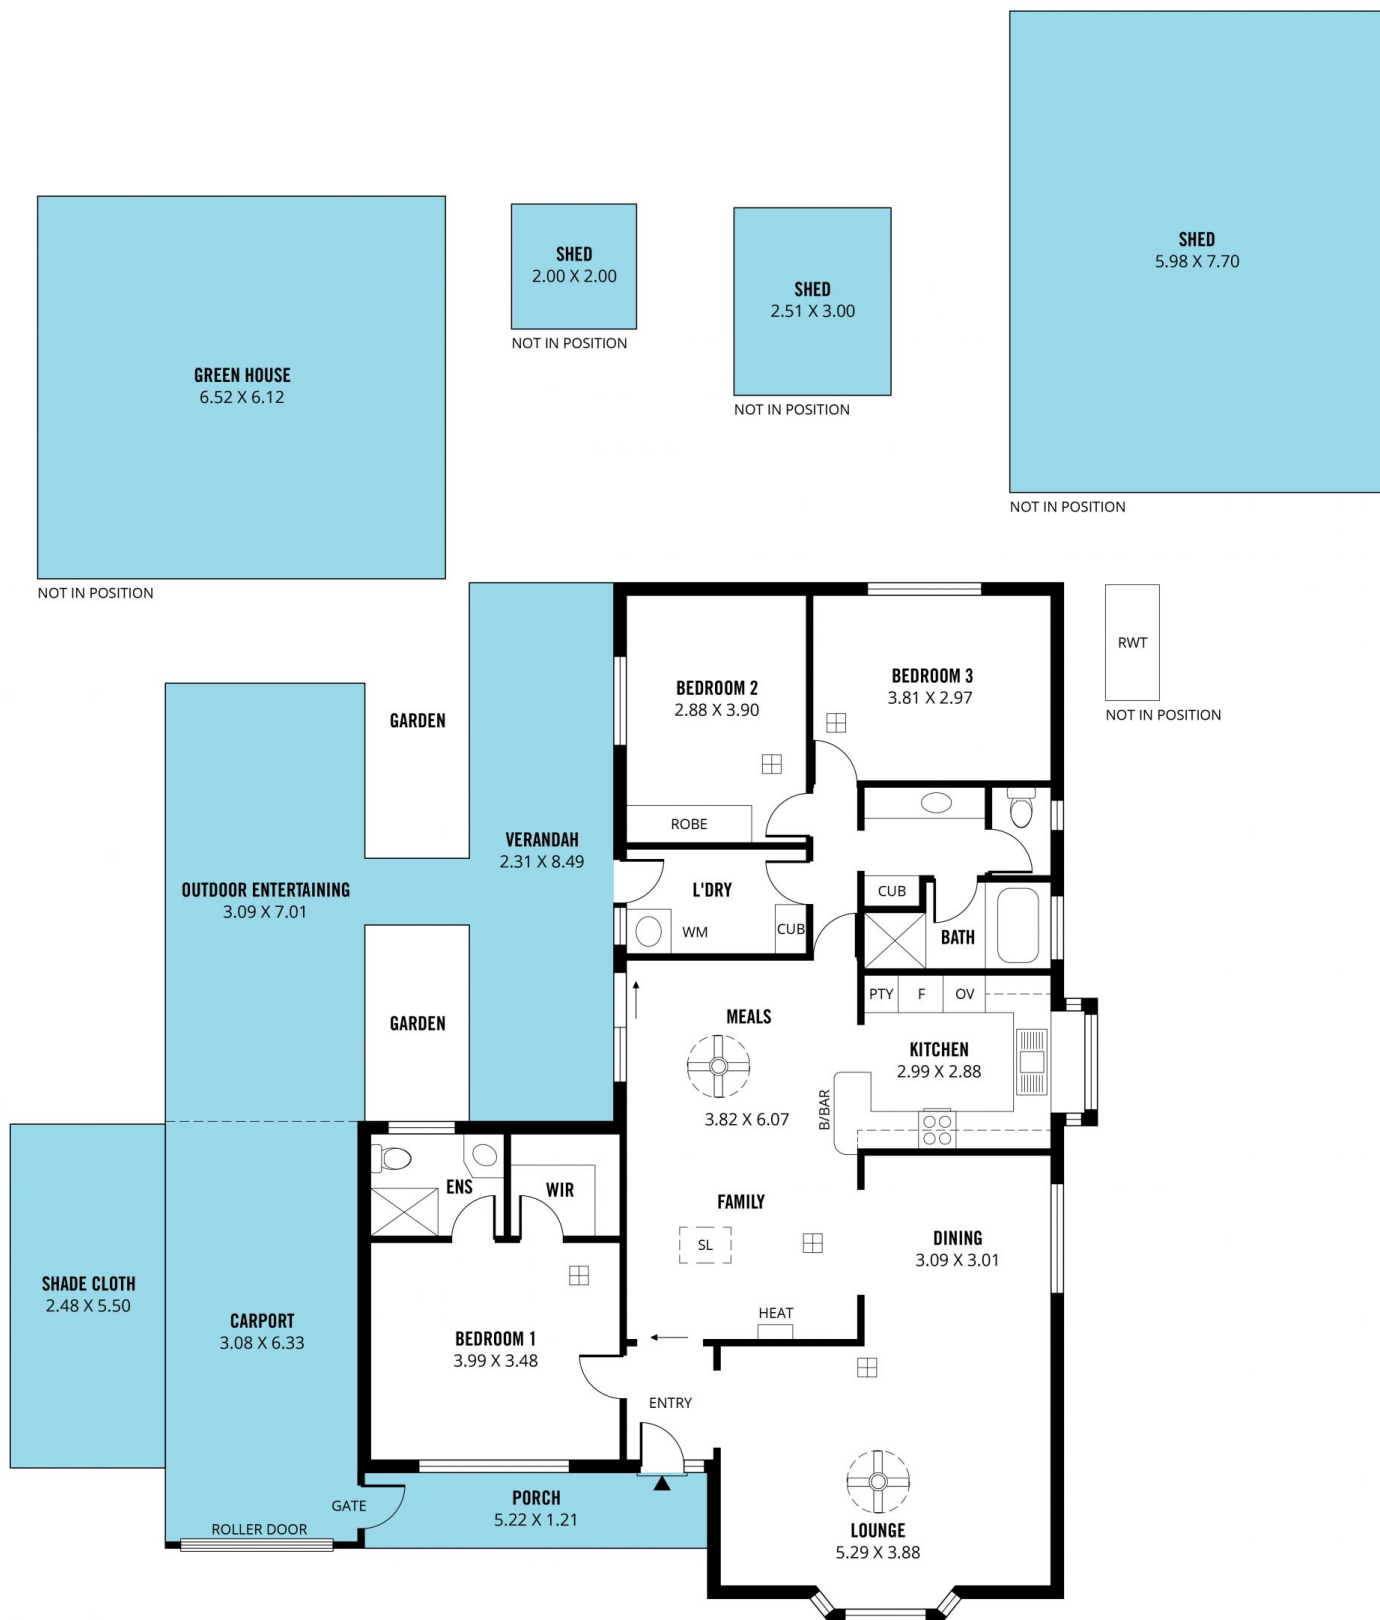 SHED
5.98 X 7.70
NOT IN POSITION
SHED
2.00 X 2.00
NOT IN POSITION
SHED
2.51 X 3.00
NOT IN POSITION
GREEN HOUSE
6.52 X 6.12
NOT IN POSITION
RWT
NOT IN POSITION
BEDROOM 2
2.88 X 3.90
ROBE
BEDROOM 3
3.81 X 2.97
GARDEN
VERANDAH
2.31 X 8.49
OUTDOOR ENTERTAINING
3.09 X 7.01
L'DRY
WM
CUB
CUB
BATH
GARDEN
MEALS
3.82 X 6.07
FAMILY
SL
HEAT
PTY
F
OV
KITCHEN
2.99 X 2.88
B/BAR
DINING
3.09 X 3.01
ENS
WIR
SHADE CLOTH
2.48 X 5.50
CARPORT
3.08 X 6.33
BEDROOM 1
3.99 X 3.48
ENTRY
GATE
ROLLER DOOR
PORCH
5.22 X 1.21
LOUNGE
5.29 X 3.88